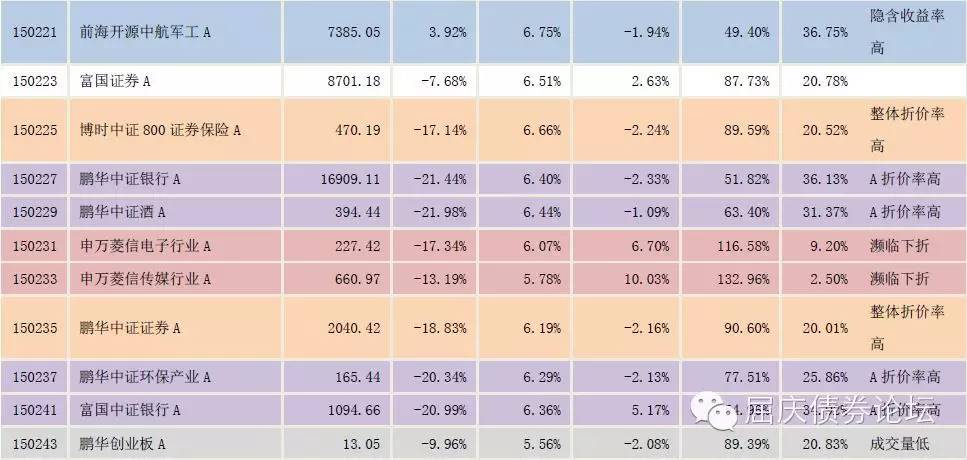 150221 前海开源中航军工 A 7385.05 3.92% 6.75% -1.94% 49.40% 36.75% 隐含收益率
高
150223 富国证券 A 8701.18 -7.68% 6.51% 2.63% 87.73% 20.78%
150225 博时中证 800 证券保险 A 470.19 -17.14% 6.66% -2.24% 89.59% 20.52% 整体折价率
高
150227 鹏华中证银行 A 16909.11 -21.44% 6.40% -2.33% 51.82% 36.13% A 折价率高
150229 鹏华中证酒 A 394.44 -21.98% 6.44% -1.09% 63.40% 31.37% A 折价率高
150231 申万菱信电子行业 A 227.42 -17.34% 6.07% 6.70% 116.58% 9.20% 濒临下折
150233 申万菱信传媒行业 A 660.97 -13.19% 5.78% 10.03% 132.96% 2.50% 濒临下折
150235 鹏华中证证券 A 2040.42 -18.83% 6.19% -2.16% 90.60% 20.01% 整体折价率
高
150237 鹏华中证环保产业 A 165.44 -20.34% 6.29% -2.13% 77.51% 25.86% A 折价率高
150241 富国中证银行 A 1094.66 -20.99% 6.36% 5.17% A 折价率高
屈庆债券论坛
150243 鹏华创业板 A 13.05 -9.96% 5.56% -2.08% 89.39% 20.83% 成交量低